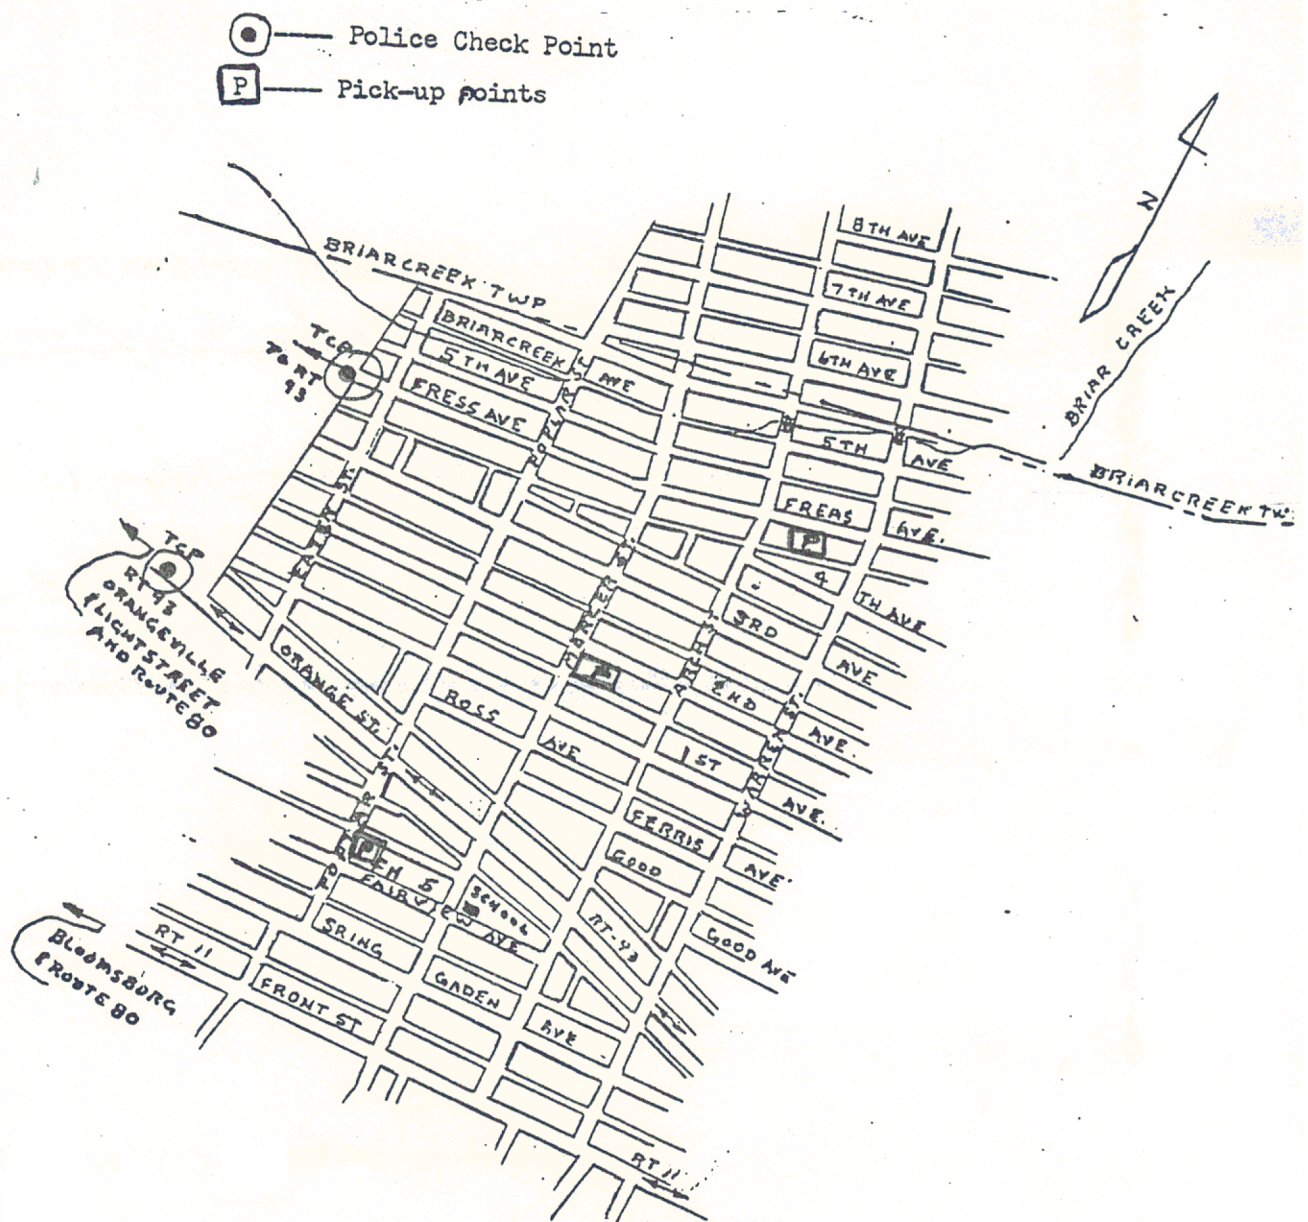 Police Check Point
P
Pick-up points
N
8TH AVE
7TH AVE
6TH AVE
BRIARCREEK TWP
BRIARCREEK AVE
5TH AVE
FRESS AVE
POPLAR ST
BRIAR CREEK
BRIARCREEK TW.
5TH AVE
FREAS AVE.
P
4 TH AVE
3RD AVE
2ND AVE.
1ST AVE.
FERRIS AVE.
GOOD
GOOD AVE
TCP
TO RT
93
TCP
RT 93
ORANGEVILLE
LIGHTSTREET
AND ROUTE 80
P
ARCH ST
WARREN ST.
ORANGE ST.
ROSS AVE
P
FAIRVIEW AVE
SCHOOL
RT-93
SRING GADEN AVE
FRONT ST
RT 11
BLOOMSBURG
& ROUTE 80
RT 11